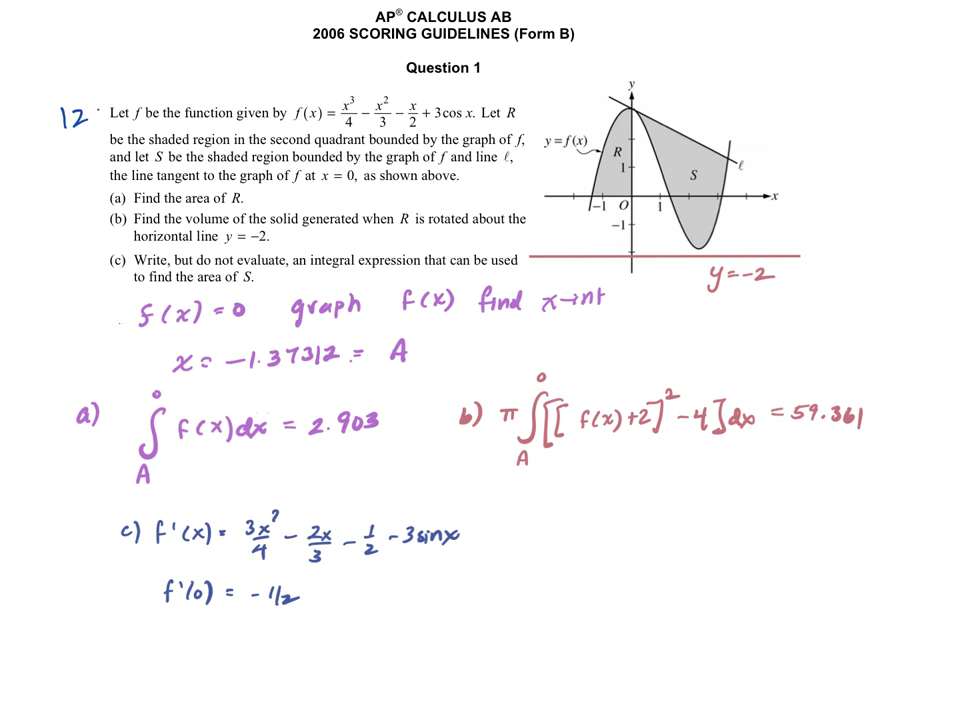 AP® CALCULUS AB
2006 SCORING GUIDELINES (Form B)
Question 1
12.
Let f be the function given by f(x) = x³/4 − x²/3 − x/2 + 3cos x. Let R
be the shaded region in the second quadrant bounded by the graph of f,
and let S be the shaded region bounded by the graph of f and line ℓ,
the line tangent to the graph of f at x = 0, as shown above.
(a) Find the area of R.
(b) Find the volume of the solid generated when R is rotated about the
horizontal line y = −2.
(c) Write, but do not evaluate, an integral expression that can be used
to find the area of S.
y
y = f(x)
R
1
S
ℓ
−1 O 1 x
−1
y = -2
f(x) = 0 graph f(x) find x-int
x = -1.37312 = A
a) ∫_A^0 f(x)dx = 2.903
b) π ∫_A^0 [[f(x)+2]² - 4]dx = 59.361
c) f'(x) = 3x²/4 - 2x/3 - 1/2 - 3sinx
f'(0) = -1/2